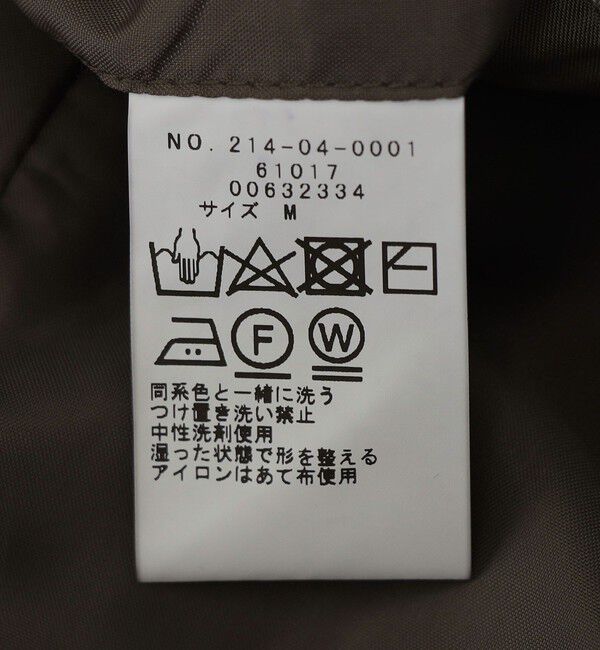 NO. 214-04-0001
61017
00632334
サイズ M
F W
同系色と一緒に洗う
つけ置き洗い禁止
中性洗剤使用
湿った状態で形を整える
アイロンはあて布使用